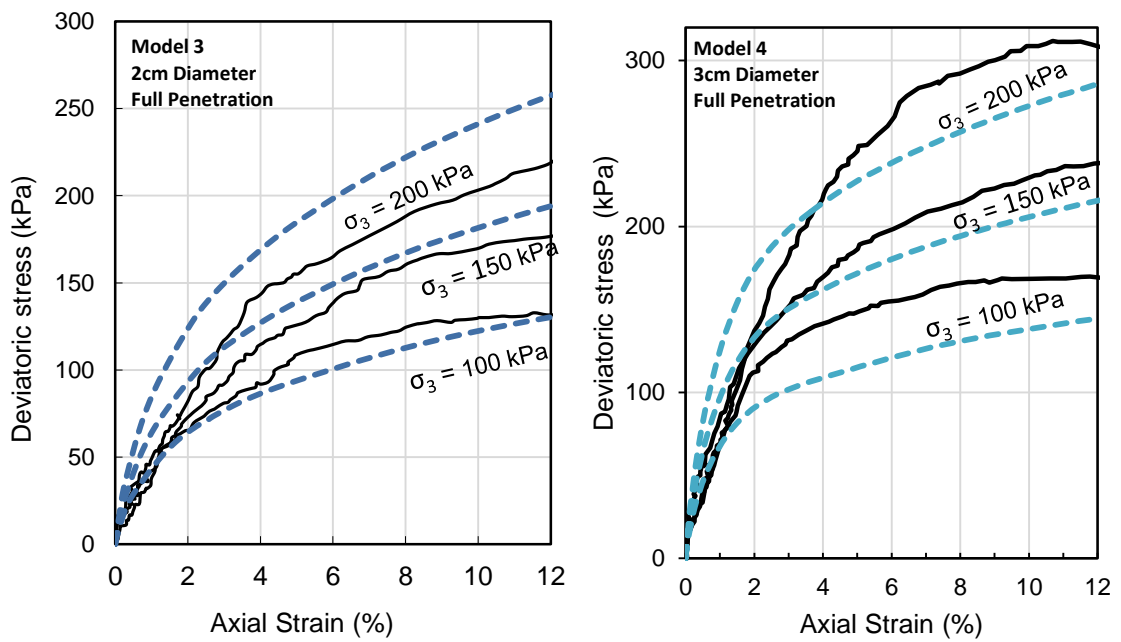 Model 3
2cm Diameter
Full Penetration
300
250
200
150
100
50
0
Deviatoric stress (kPa)
σ3 = 200 kPa
σ3 = 150 kPa
σ3 = 100 kPa
0 2 4 6 8 10 12
Axial Strain (%)
Model 4
3cm Diameter
Full Penetration
300
200
100
0
Deviatoric stress (kPa)
σ3 = 200 kPa
σ3 = 150 kPa
σ3 = 100 kPa
0 2 4 6 8 10 12
Axial Strain (%)